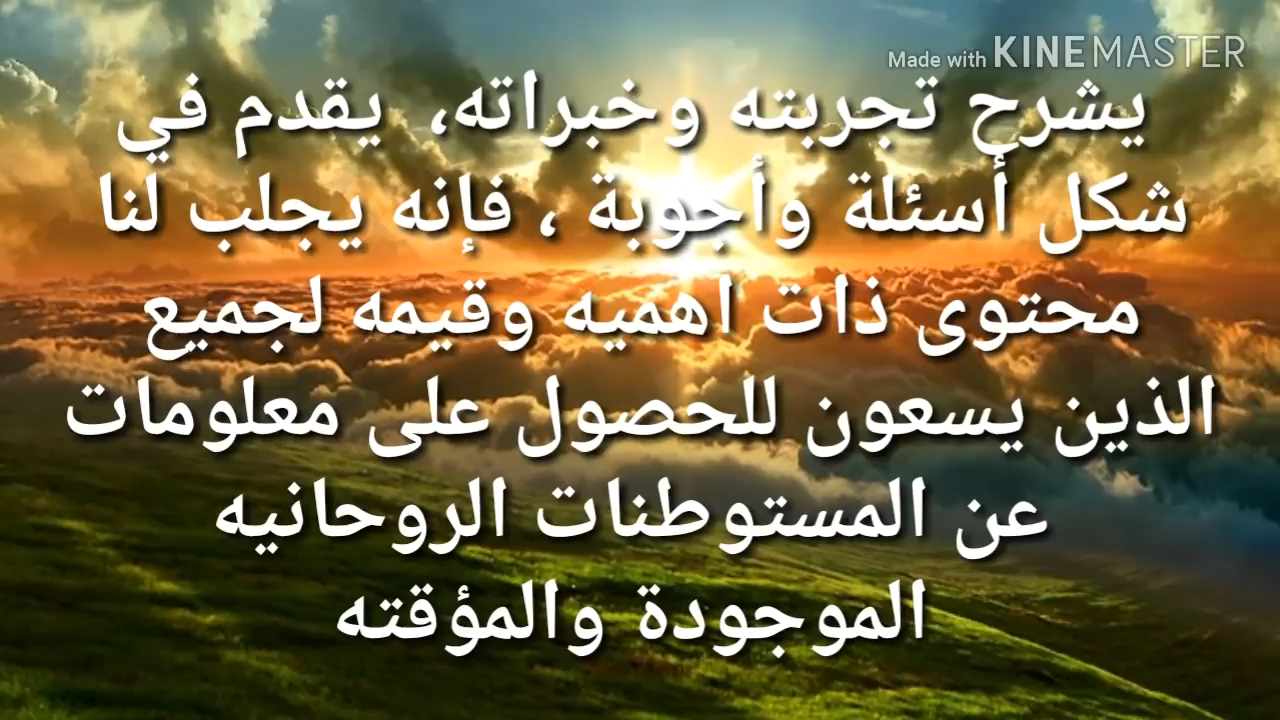 Made with KINEMASTER
يشرح تجربته وخبراته، يقدم في
شكل أسئلة وأجوبة ، فإنه يجلب لنا
محتوى ذات اهميه وقيمه لجميع
الذين يسعون للحصول على معلومات
عن المستوطنات الروحانيه
الموجودة والمؤقته